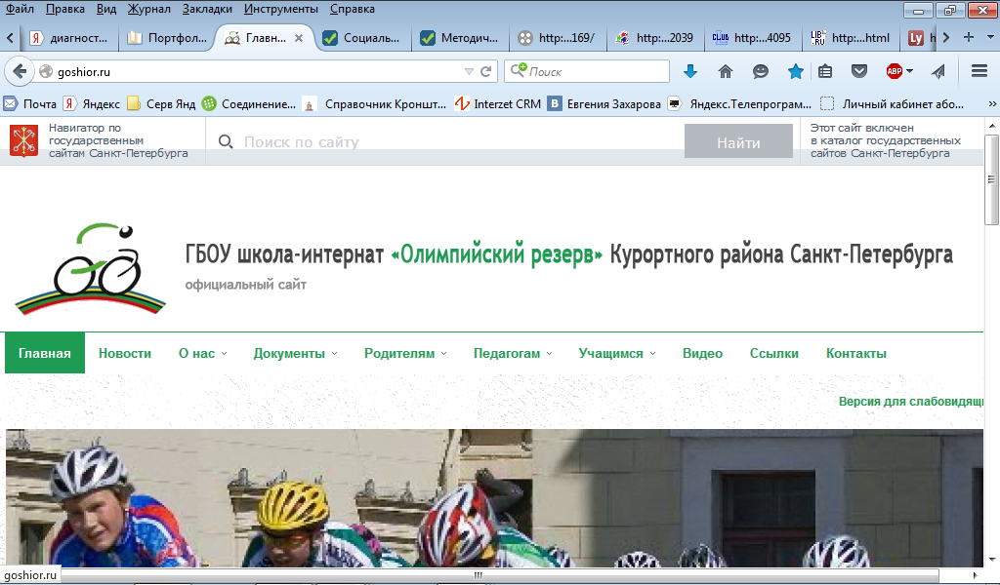 Файл Правка Вид Журнал Закладки Инструменты Справка
диагност... Портфол... Главн... Социаль... Методич... http:...169/ http:...2039 http:...4095 http:...html
goshior.ru Поиск
Почта Яндекс Серв Янд Соединение... Справочник Кроншт... Interzet CRM Евгения Захарова Яндекс.Телепрограм... Личный кабинет або...
Навигатор по
государственным
сайтам Санкт-Петербурга
Поиск по сайту
Найти
Этот сайт включен
в каталог государственных
сайтов Санкт-Петербурга
ГБОУ школа-интернат «Олимпийский резерв» Курортного района Санкт-Петербурга
официальный сайт
Главная Новости О нас Документы Родителям Педагогам Учащимся Видео Ссылки Контакты
Версия для слабовидящ
goshior.ru